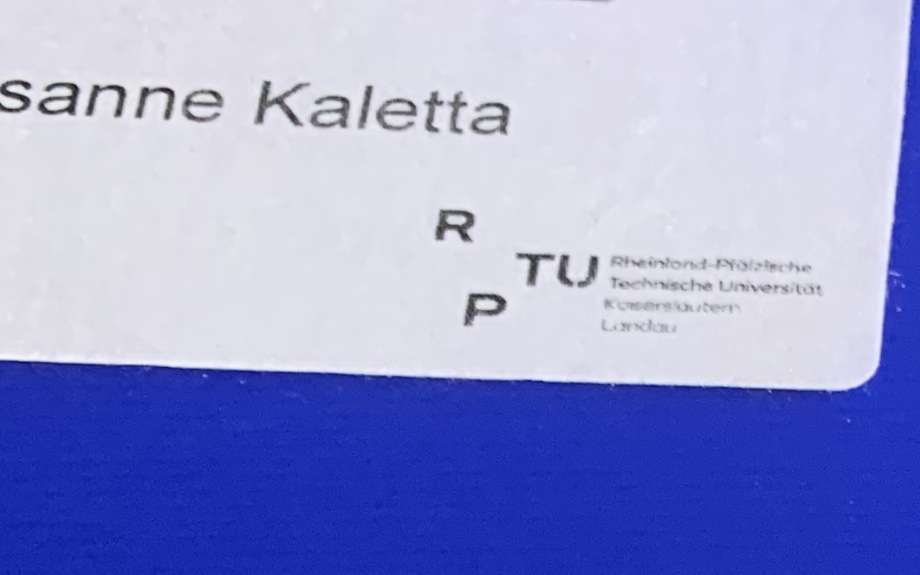 sanne Kaletta
R
TU
P
Rheinland-Pfälzische
Technische Universität
Kaiserslautern
Landau